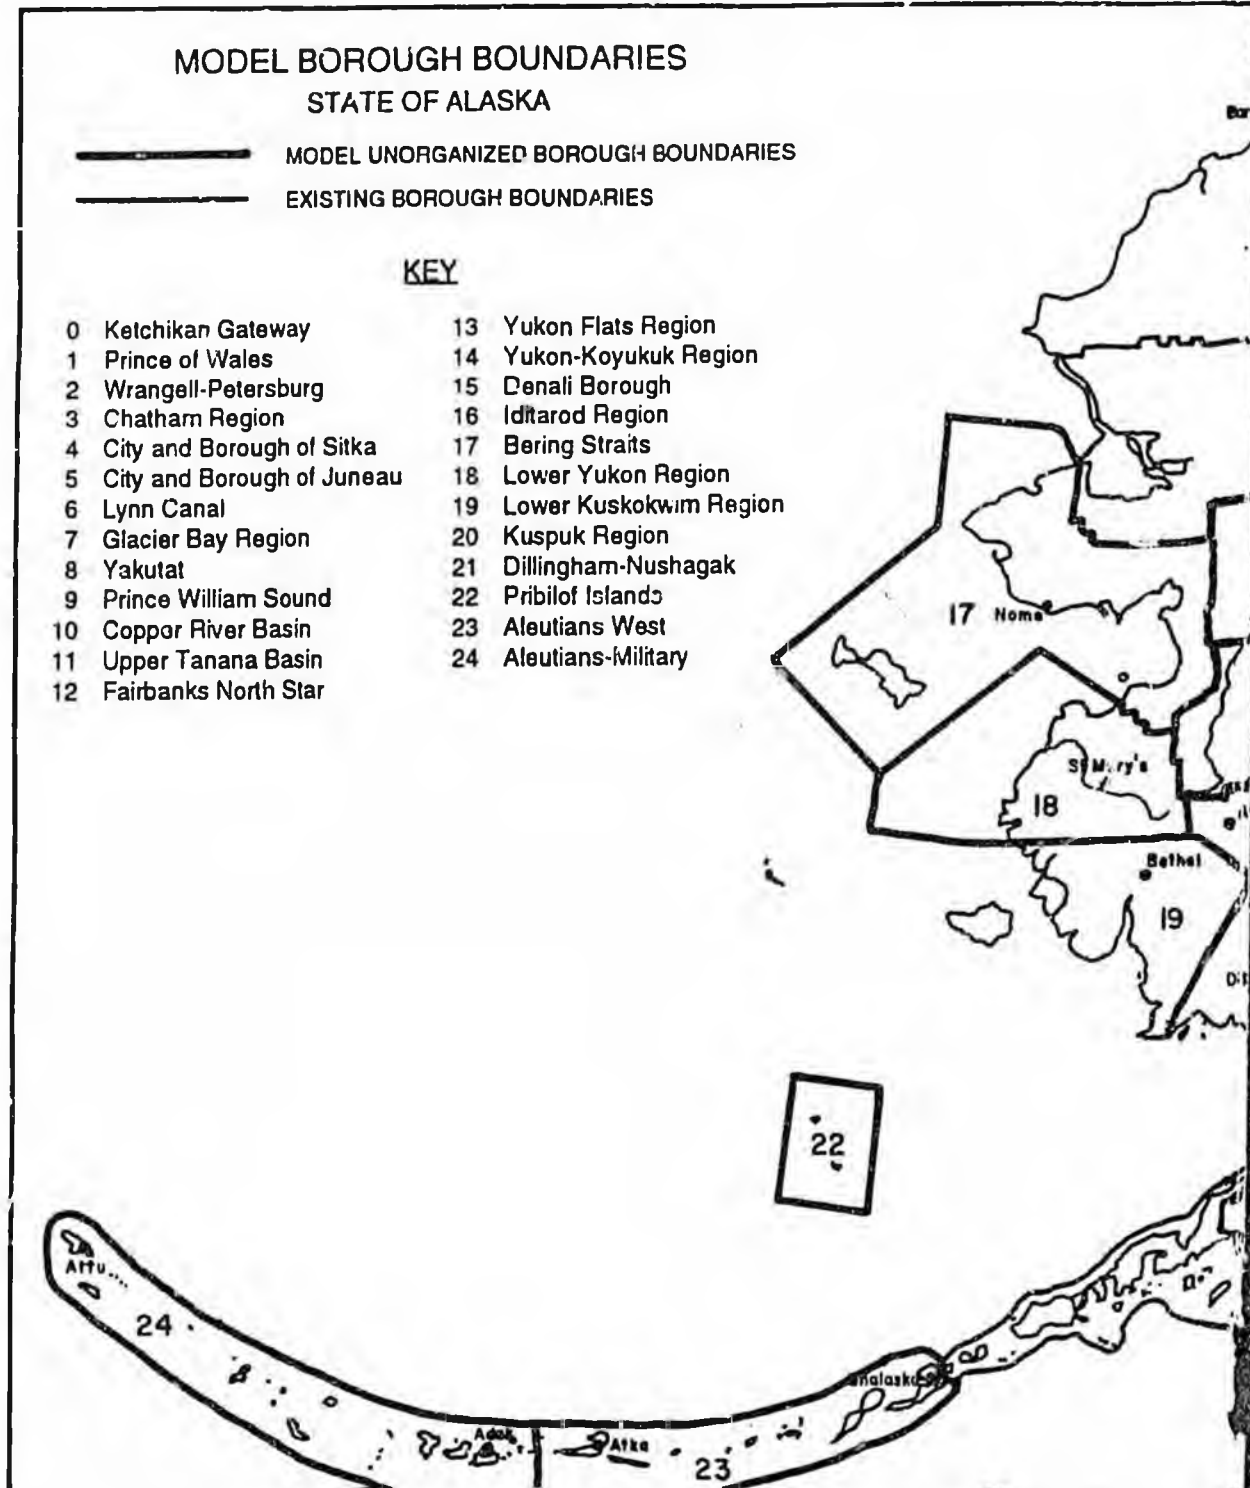 MODEL BOROUGH BOUNDARIES
STATE OF ALASKA
MODEL UNORGANIZED BOROUGH BOUNDARIES
EXISTING BOROUGH BOUNDARIES
KEY
0 Ketchikan Gateway
1 Prince of Wales
2 Wrangell-Petersburg
3 Chatham Region
4 City and Borough of Sitka
5 City and Borough of Juneau
6 Lynn Canal
7 Glacier Bay Region
8 Yakutat
9 Prince William Sound
10 Copper River Basin
11 Upper Tanana Basin
12 Fairbanks North Star
13 Yukon Flats Region
14 Yukon-Koyukuk Region
15 Denali Borough
16 Iditarod Region
17 Bering Straits
18 Lower Yukon Region
19 Lower Kuskokwim Region
20 Kuspuk Region
21 Dillingham-Nushagak
22 Pribilof Islands
23 Aleutians West
24 Aleutians-Military
Bar
17 Nome
St Mary's
18
Bethel
19
22
Attu
24
Unalaska
Adak
Atka
23